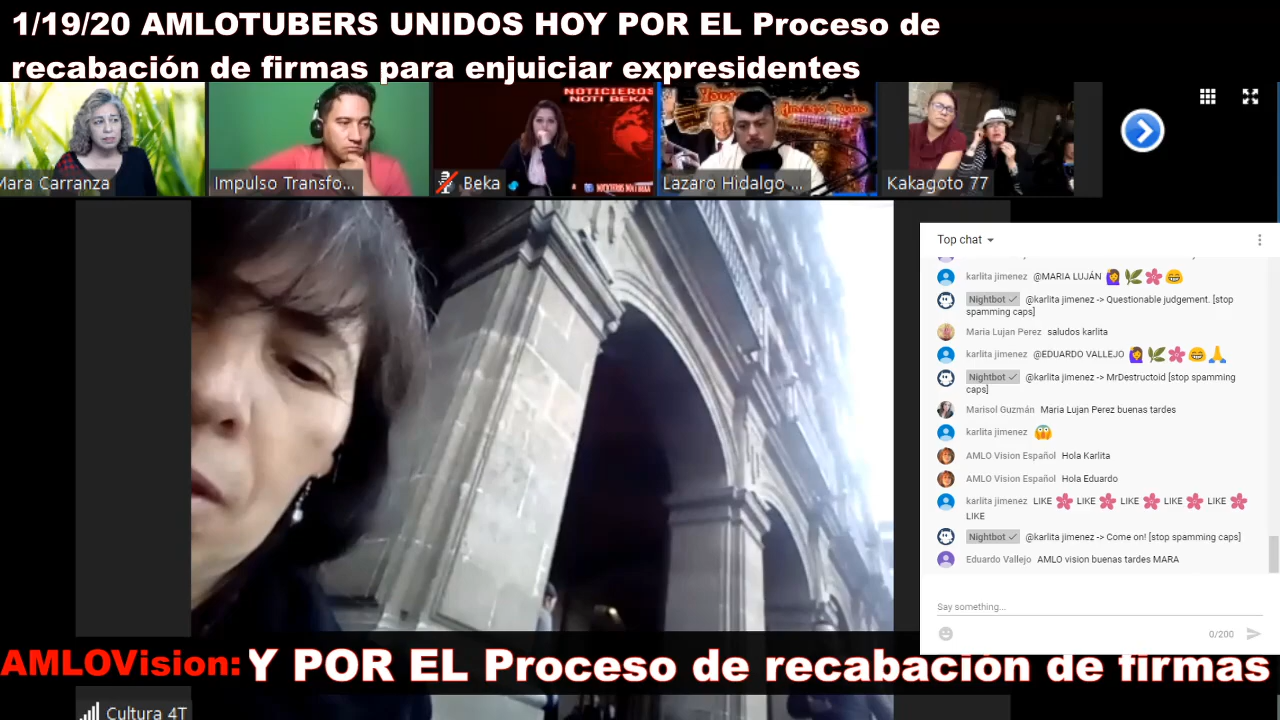 1/19/20 AMLOTUBERS UNIDOS HOY POR EL Proceso de
recabación de firmas para enjuiciar expresidentes
NOTICIEROS
NOTI BEKA
Mara Carranza
Impulso Transfo...
Beka
NOTICIEROS NOTI BEKA
Lazaro Hidalgo ...
Kakagoto 77
Top chat
karlita jimenez @MARIA LUJÁN
Nightbot @karlita jimenez -> Questionable judgement. [stop
spamming caps]
Maria Lujan Perez saludos karlita
karlita jimenez @EDUARDO VALLEJO
Nightbot @karlita jimenez -> MrDestructoid [stop spamming
caps]
Marisol Guzmán Maria Lujan Perez buenas tardes
karlita jimenez
AMLO Vision Español Hola Karlita
AMLO Vision Español Hola Eduardo
karlita jimenez LIKE LIKE LIKE LIKE LIKE
LIKE
Nightbot @karlita jimenez -> Come on! [stop spamming caps]
Eduardo Vallejo AMLO vision buenas tardes MARA
Say something...
0/200
AMLOVision: Y POR EL Proceso de recabación de firmas
Cultura 4T